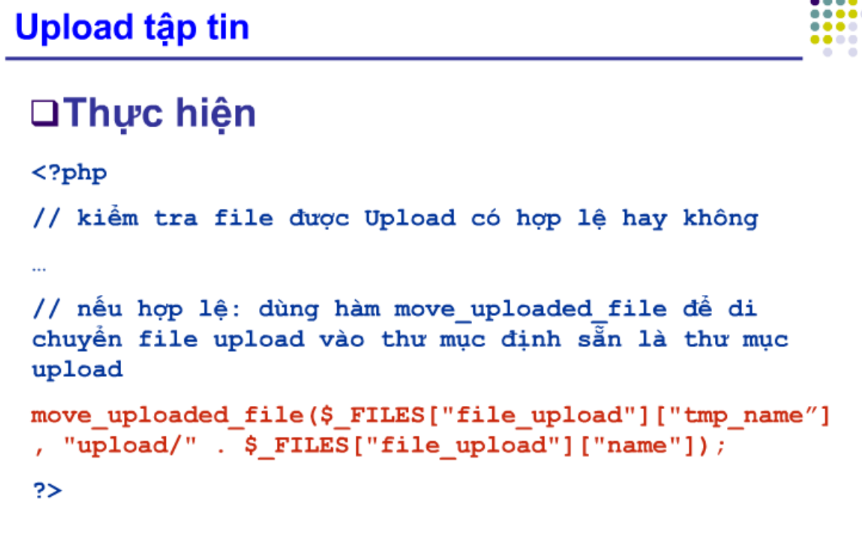 Upload tập tin
❑Thực hiện
<?php
// kiểm tra file được Upload có hợp lệ hay không
…
// nếu hợp lệ: dùng hàm move_uploaded_file để di
chuyển file upload vào thư mục định sẵn là thư mục
upload
move_uploaded_file($_FILES["file_upload"]["tmp_name”]
, "upload/" . $_FILES["file_upload"]["name"]);
?>